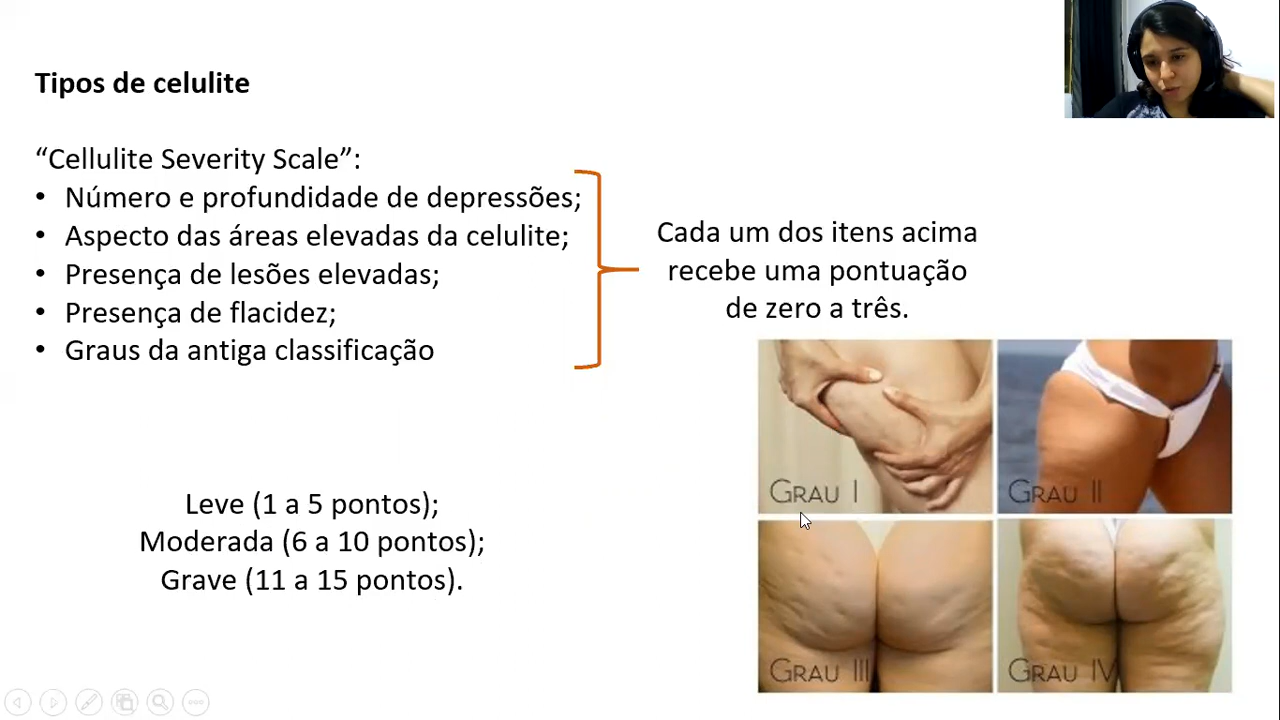 Tipos de celulite
“Cellulite Severity Scale”:
• Número e profundidade de depressões;
• Aspecto das áreas elevadas da celulite;
• Presença de lesões elevadas;
• Presença de flacidez;
• Graus da antiga classificação
Cada um dos itens acima
recebe uma pontuação
de zero a três.
Leve (1 a 5 pontos);
Moderada (6 a 10 pontos);
Grave (11 a 15 pontos).
Grau I
Grau II
Grau III
Grau IV